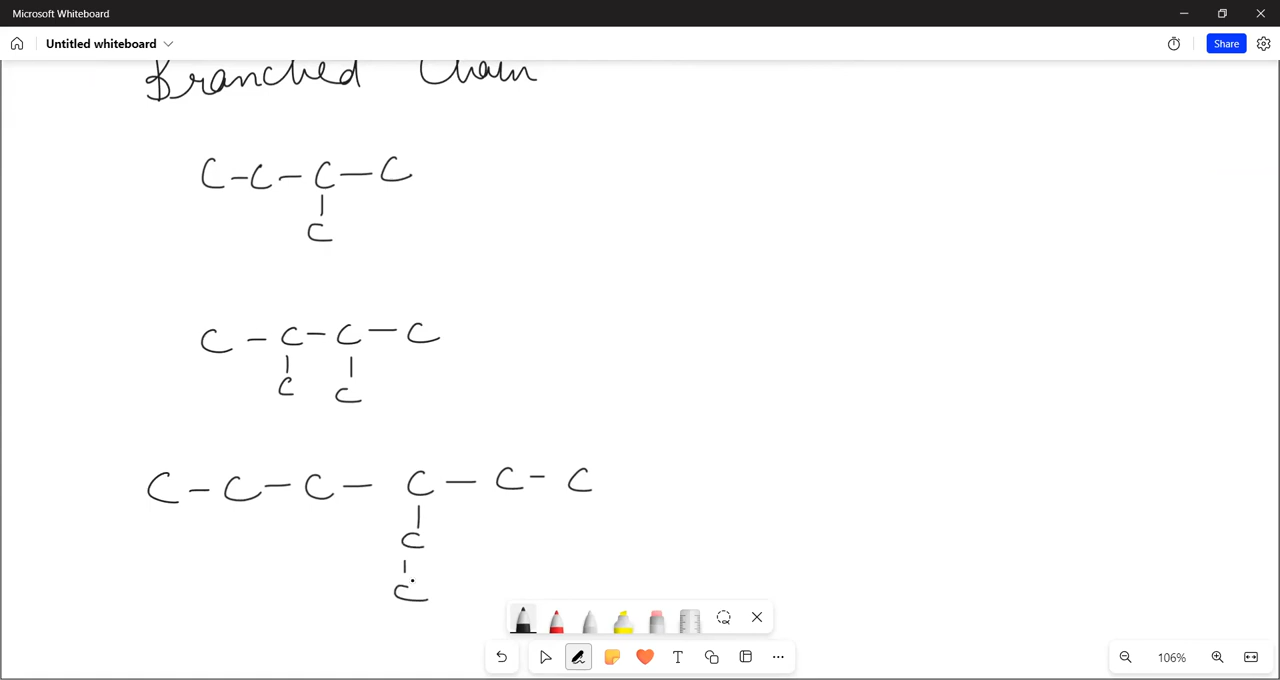 Microsoft Whiteboard
Untitled whiteboard
Share
Branched Chain
C-C-C-C
|
C
C-C-C-C
| |
C C
C-C-C-C-C-C
|
C
|
C
T
106%